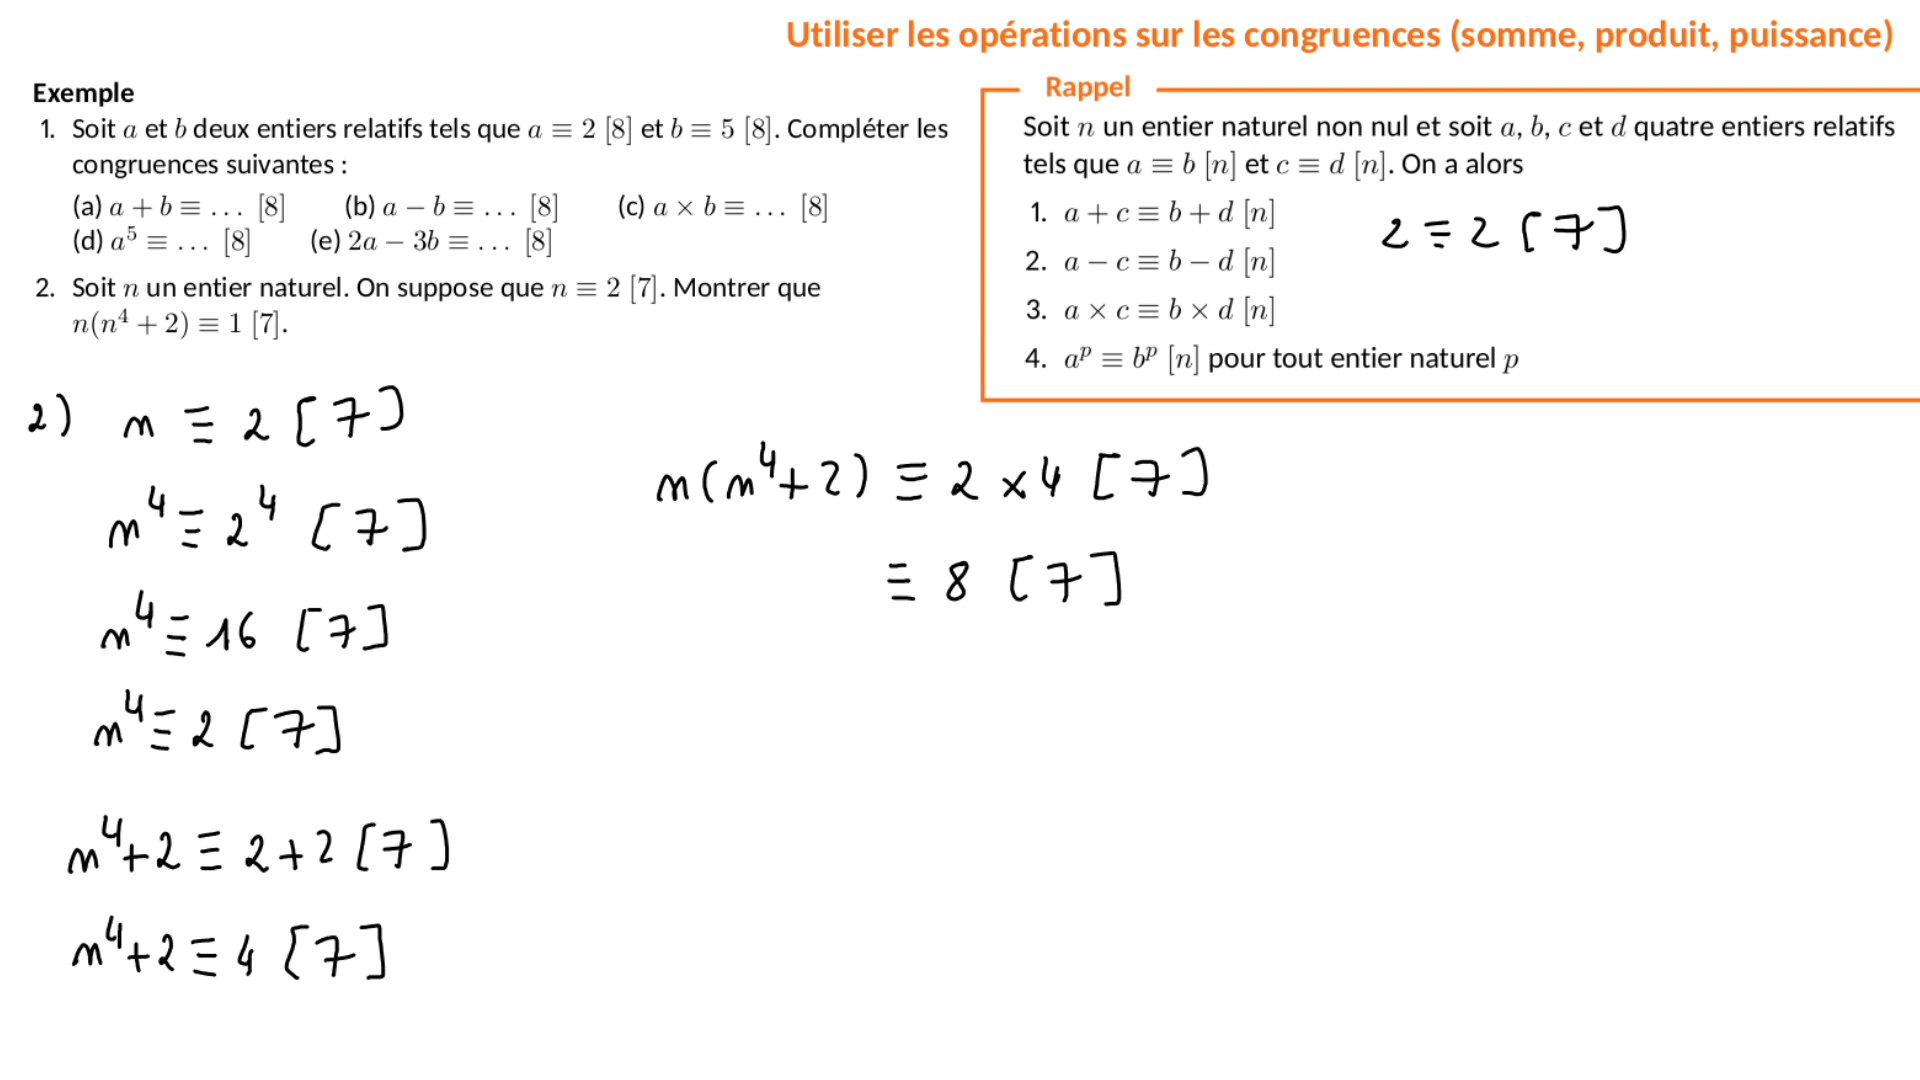 Utiliser les opérations sur les congruences (somme, produit, puissance)
Exemple
1. Soit a et b deux entiers relatifs tels que a ≡ 2 [8] et b ≡ 5 [8]. Compléter les
congruences suivantes :
(a) a + b ≡ … [8] (b) a − b ≡ … [8] (c) a × b ≡ … [8]
(d) a⁵ ≡ … [8] (e) 2a − 3b ≡ … [8]
2. Soit n un entier naturel. On suppose que n ≡ 2 [7]. Montrer que
n(n⁴ + 2) ≡ 1 [7].
Rappel
Soit n un entier naturel non nul et soit a, b, c et d quatre entiers relatifs
tels que a ≡ b [n] et c ≡ d [n]. On a alors
1. a + c ≡ b + d [n]
2. a − c ≡ b − d [n]
3. a × c ≡ b × d [n]
4. aᵖ ≡ bᵖ [n] pour tout entier naturel p
2 ≡ 2 [7]
2) n ≡ 2 [7]
n⁴ ≡ 2⁴ [7]
n⁴ ≡ 16 [7]
n⁴ ≡ 2 [7]
n⁴+2 ≡ 2+2 [7]
n⁴+2 ≡ 4 [7]
n(n⁴+2) ≡ 2 × 4 [7]
≡ 8 [7]